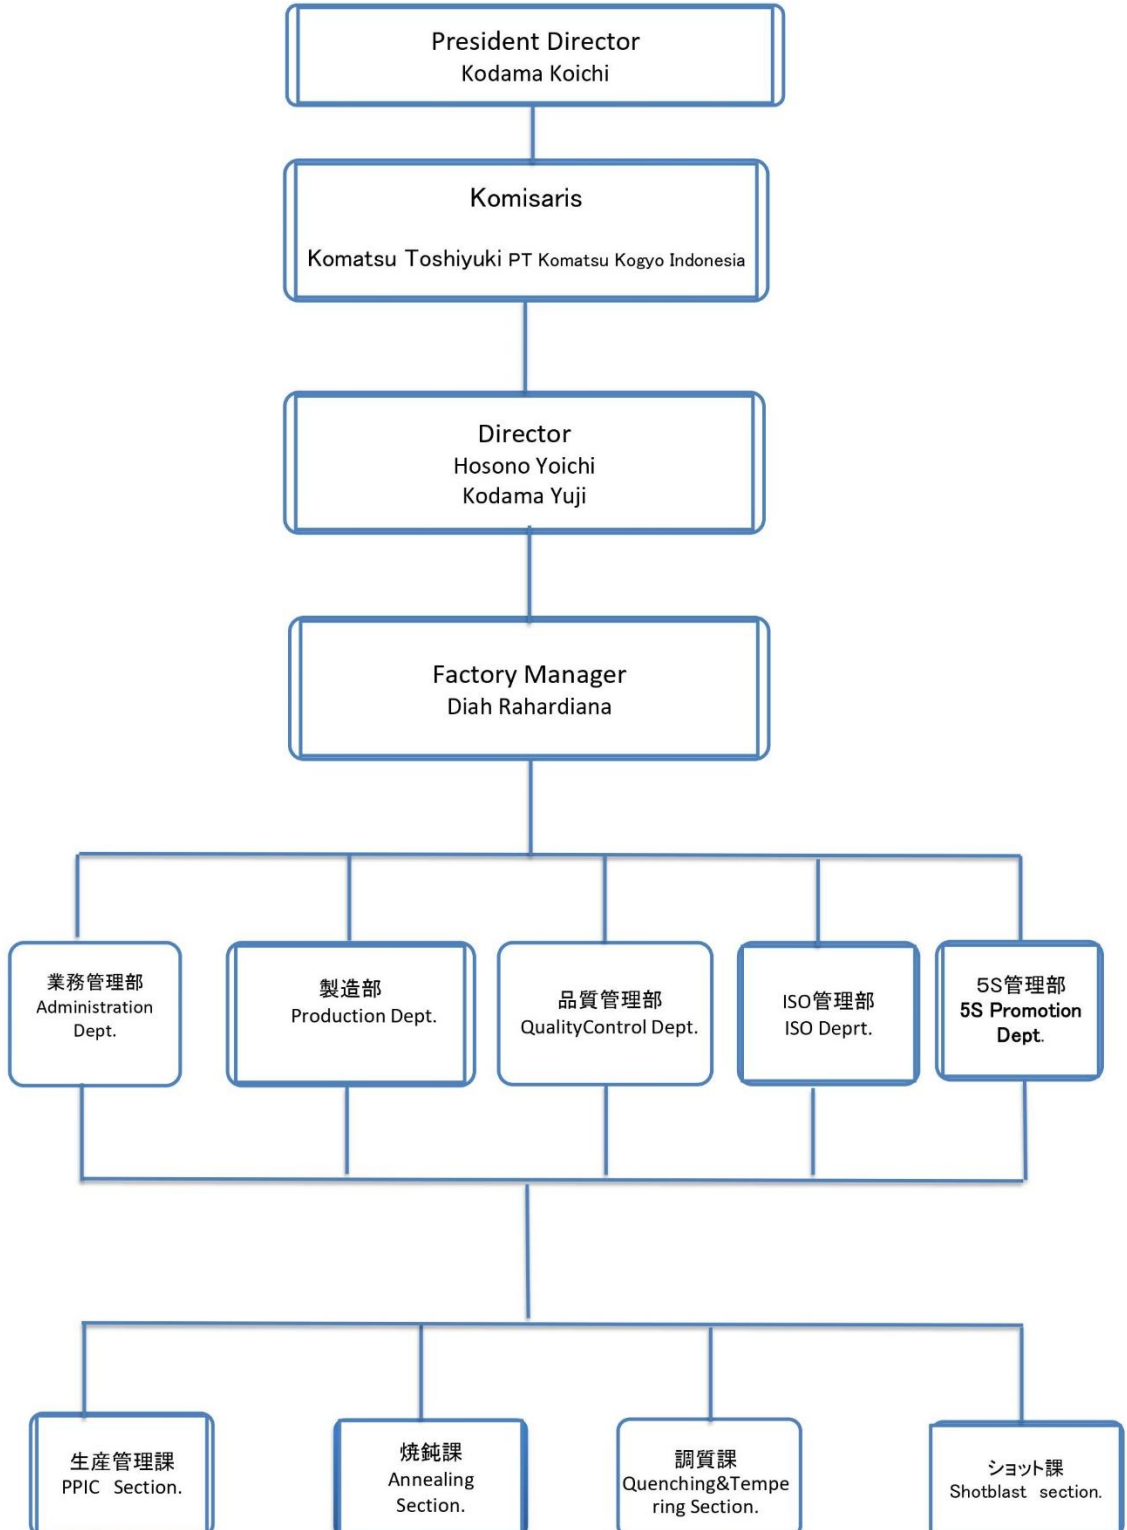 President Director
Kodama Koichi
Komisaris
Komatsu Toshiyuki PT Komatsu Kogyo Indonesia
Director
Hosono Yoichi
Kodama Yuji
Factory Manager
Diah Rahardiana
業務管理部
Administration
Dept.
製造部
Production Dept.
品質管理部
QualityControl Dept.
ISO管理部
ISO Deprt.
5S管理部
5S Promotion
Dept.
生産管理課
PPIC Section.
焼鈍課
Annealing
Section.
調質課
Quenching&Tempe
ring Section.
ショット課
Shotblast section.